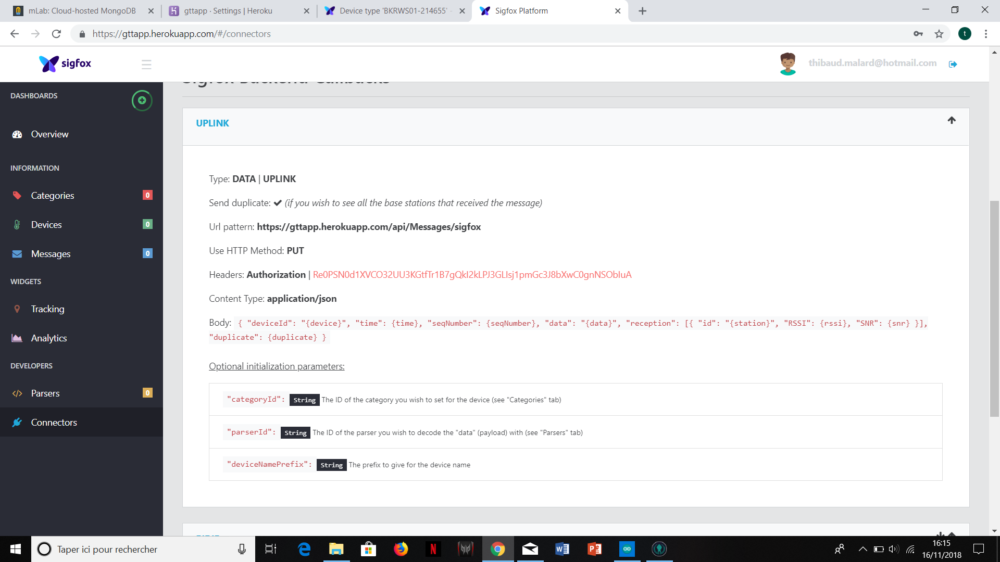 mLab: Cloud-hosted MongoDB
gttapp · Settings | Heroku
Device type 'BKRWS01-214655' -
Sigfox Platform
https://gttapp.herokuapp.com/#/connectors
t
sigfox
thibaud.malard@hotmail.com
Sigfox Backend Callbacks
DASHBOARDS
Overview
INFORMATION
Categories 0
Devices 0
Messages 0
WIDGETS
Tracking
Analytics
DEVELOPERS
Parsers 0
Connectors
UPLINK
Type: DATA | UPLINK
Send duplicate: ✔ (if you wish to see all the base stations that received the message)
Url pattern: https://gttapp.herokuapp.com/api/Messages/sigfox
Use HTTP Method: PUT
Headers: Authorization | Re0PSN0d1XVCO32UU3KGtfTr1B7gQkI2kLPJ3GLIsj1pmGc3J8bXwC0gnNSObIuA
Content Type: application/json
Body: { "deviceId": "{device}", "time": {time}, "seqNumber": {seqNumber}, "data": "{data}", "reception": [{ "id": "{station}", "RSSI": {rssi}, "SNR": {snr} }],
"duplicate": {duplicate} }
Optional initialization parameters:
"categoryId": String The ID of the category you wish to set for the device (see "Categories" tab)
"parserId": String The ID of the parser you wish to decode the "data" (payload) with (see "Parsers" tab)
"deviceNamePrefix": String The prefix to give for the device name
Taper ici pour rechercher
16:15
16/11/2018